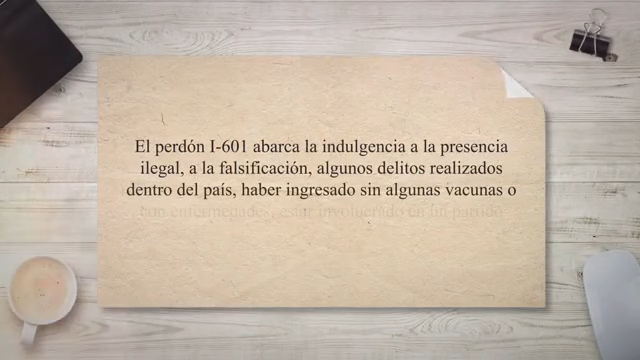 El perdón I-601 abarca la indulgencia a la presencia
ilegal, a la falsificación, algunos delitos realizados
dentro del país, haber ingresado sin algunas vacunas o
con enfermedades, estar involucrado en un partido